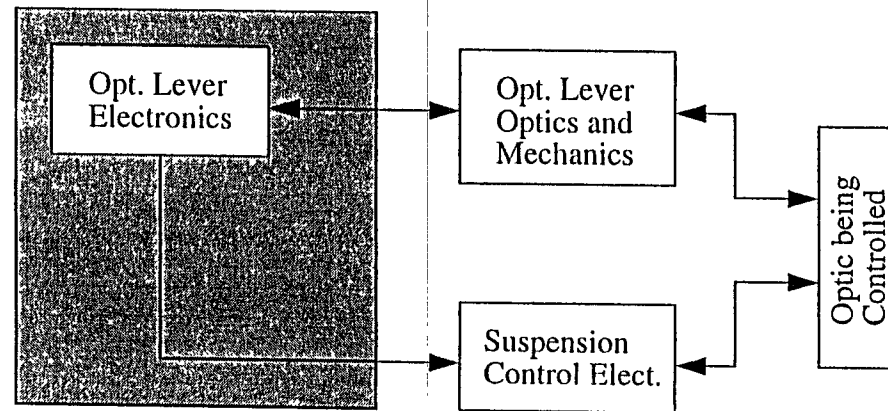 Opt. Lever
Electronics
Opt. Lever
Optics and
Mechanics
Optic being
Controlled
Suspension
Control Elect.